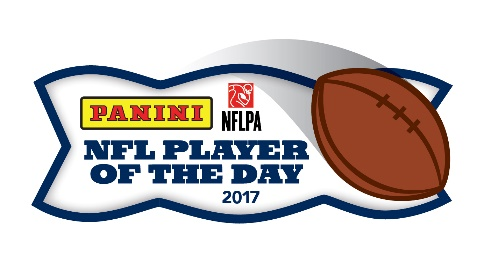 PANINI
NFLPA
NFL PLAYER
OF THE DAY
2017